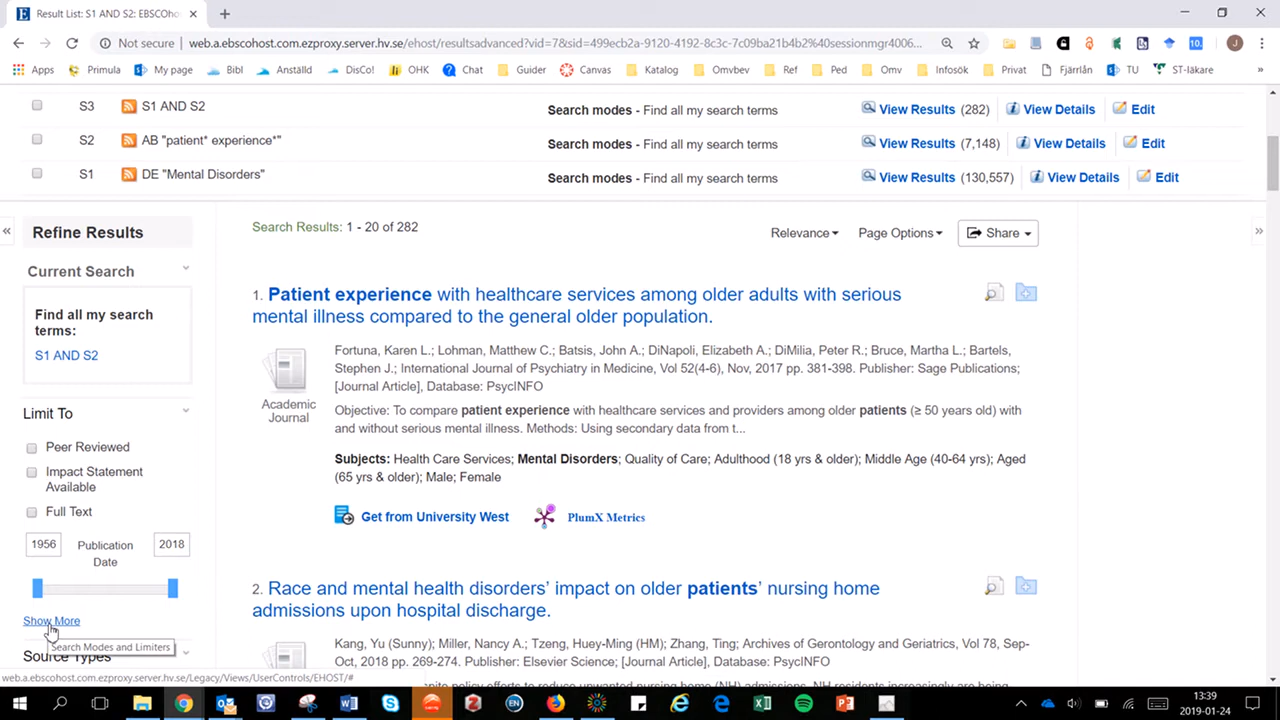 Result List: S1 AND S2: EBSCOho
Not secure | web.a.ebscohost.com.ezproxy.server.hv.se/ehost/resultsadvanced?vid=7&sid=499ecb2a-9120-4192-8c3c-7c09ba21b4b2%40sessionmgr4006...
Apps Primula My page Bibl Anställd DisCo! OHK Chat Guider Canvas Katalog Omvbev Ref Ped Omv Infosök Privat Fjärrlån TU ST-läkare
S3 S1 AND S2 Search modes - Find all my search terms View Results (282) View Details Edit
S2 AB "patient* experience*" Search modes - Find all my search terms View Results (7,148) View Details Edit
S1 DE "Mental Disorders" Search modes - Find all my search terms View Results (130,557) View Details Edit
Refine Results
Current Search
Find all my search
terms:
S1 AND S2
Limit To
Peer Reviewed
Impact Statement
Available
Full Text
1956 Publication 2018
Date
Show More
Search Modes and Limiters
Source Types
web.a.ebscohost.com.ezproxy.server.hv.se/Legacy/Views/UserControls/EHOST/#
Search Results: 1 - 20 of 282
Relevance Page Options Share
1. Patient experience with healthcare services among older adults with serious
mental illness compared to the general older population.
Academic
Journal
Fortuna, Karen L.; Lohman, Matthew C.; Batsis, John A.; DiNapoli, Elizabeth A.; DiMilia, Peter R.; Bruce, Martha L.; Bartels,
Stephen J.; International Journal of Psychiatry in Medicine, Vol 52(4-6), Nov, 2017 pp. 381-398. Publisher: Sage Publications;
[Journal Article], Database: PsycINFO
Objective: To compare patient experience with healthcare services and providers among older patients (≥ 50 years old) with
and without serious mental illness. Methods: Using secondary data from t...
Subjects: Health Care Services; Mental Disorders; Quality of Care; Adulthood (18 yrs & older); Middle Age (40-64 yrs); Aged
(65 yrs & older); Male; Female
Get from University West PlumX Metrics
2. Race and mental health disorders' impact on older patients' nursing home
admissions upon hospital discharge.
Kang, Yu (Sunny); Miller, Nancy A.; Tzeng, Huey-Ming (HM); Zhang, Ting; Archives of Gerontology and Geriatrics, Vol 78, Sep-
Oct, 2018 pp. 269-274. Publisher: Elsevier Science; [Journal Article], Database: PsycINFO
policy efforts to reduce unwanted nursing home (NH) admissions, NH residents increasingly are being
13:39
2019-01-24